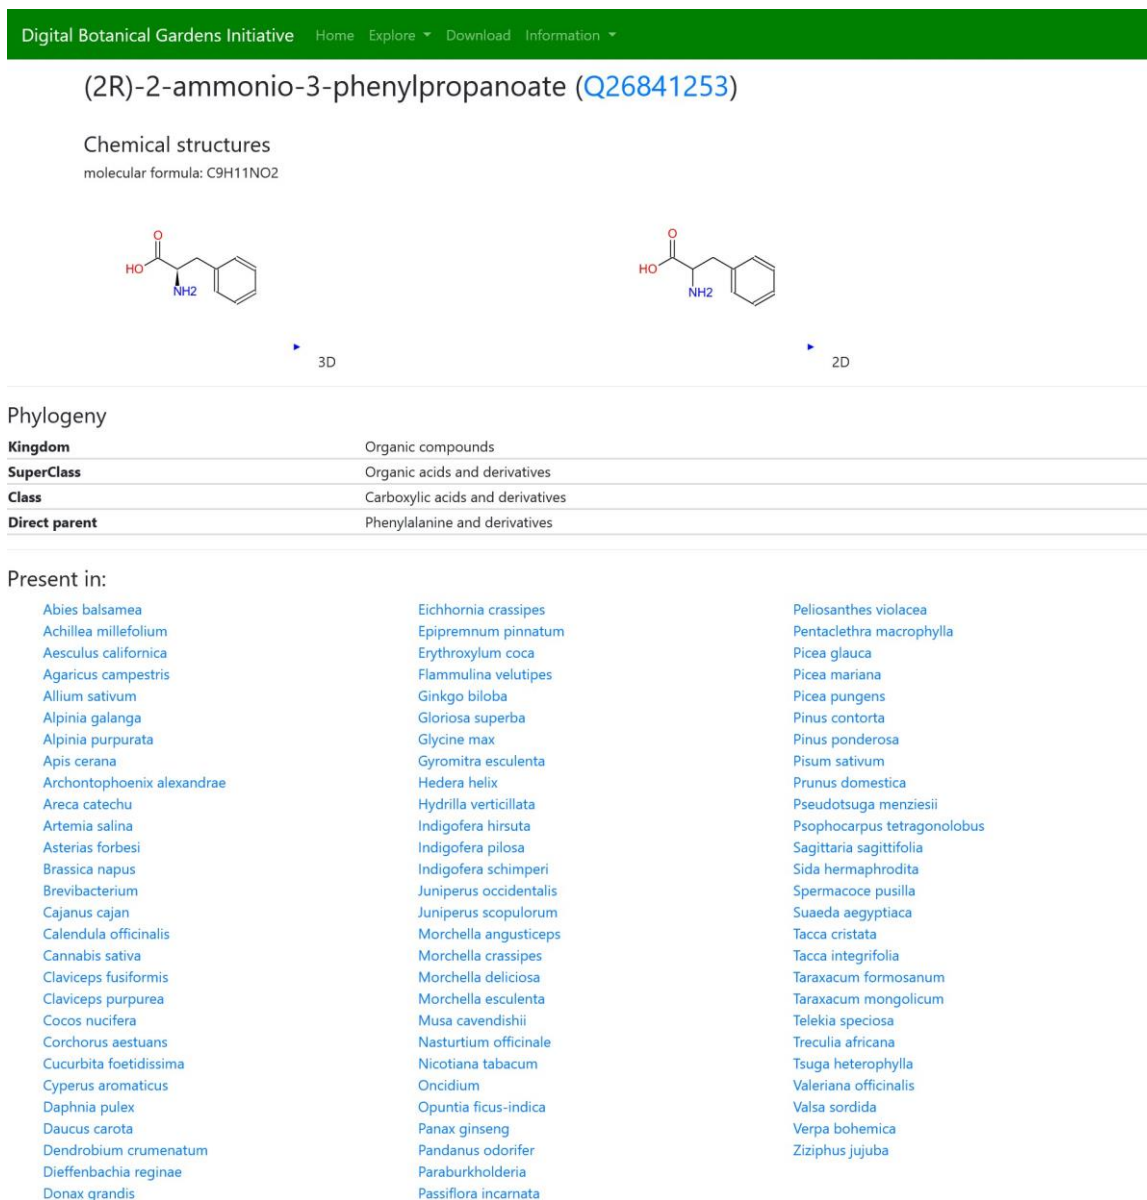 Digital Botanical Gardens Initiative Home Explore Download Information
(2R)-2-ammonio-3-phenylpropanoate (Q26841253)
Chemical structures
molecular formula: C9H11NO2
O
HO
NH2
3D
O
HO
NH2
2D
Phylogeny
Kingdom Organic compounds
SuperClass Organic acids and derivatives
Class Carboxylic acids and derivatives
Direct parent Phenylalanine and derivatives
Present in:
Abies balsamea
Achillea millefolium
Aesculus californica
Agaricus campestris
Allium sativum
Alpinia galanga
Alpinia purpurata
Apis cerana
Archontophoenix alexandrae
Areca catechu
Artemia salina
Asterias forbesi
Brassica napus
Brevibacterium
Cajanus cajan
Calendula officinalis
Cannabis sativa
Claviceps fusiformis
Claviceps purpurea
Cocos nucifera
Corchorus aestuans
Cucurbita foetidissima
Cyperus aromaticus
Daphnia pulex
Daucus carota
Dendrobium crumenatum
Dieffenbachia reginae
Donax grandis
Eichhornia crassipes
Epipremnum pinnatum
Erythroxylum coca
Flammulina velutipes
Ginkgo biloba
Gloriosa superba
Glycine max
Gyromitra esculenta
Hedera helix
Hydrilla verticillata
Indigofera hirsuta
Indigofera pilosa
Indigofera schimperi
Juniperus occidentalis
Juniperus scopulorum
Morchella angusticeps
Morchella crassipes
Morchella deliciosa
Morchella esculenta
Musa cavendishii
Nasturtium officinale
Nicotiana tabacum
Oncidium
Opuntia ficus-indica
Panax ginseng
Pandanus odorifer
Paraburkholderia
Passiflora incarnata
Peliosanthes violacea
Pentaclethra macrophylla
Picea glauca
Picea mariana
Picea pungens
Pinus contorta
Pinus ponderosa
Pisum sativum
Prunus domestica
Pseudotsuga menziesii
Psophocarpus tetragonolobus
Sagittaria sagittifolia
Sida hermaphrodita
Spermacoce pusilla
Suaeda aegyptiaca
Tacca cristata
Tacca integrifolia
Taraxacum formosanum
Taraxacum mongolicum
Telekia speciosa
Treculia africana
Tsuga heterophylla
Valeriana officinalis
Valsa sordida
Verpa bohemica
Ziziphus jujuba